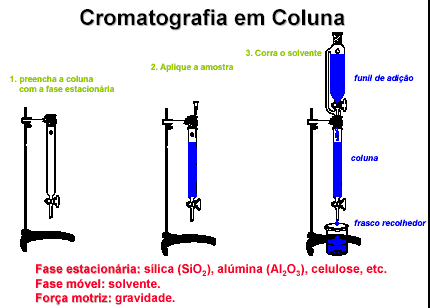 Cromatografia em Coluna
1. preencha a coluna
com a fase estacionária
2. Aplique a amostra
3. Corra o solvente
funil de adição
coluna
frasco recolhedor
Fase estacionária: sílica (SiO₂), alúmina (Al₂O₃), celulose, etc.
Fase móvel: solvente.
Força motriz: gravidade.